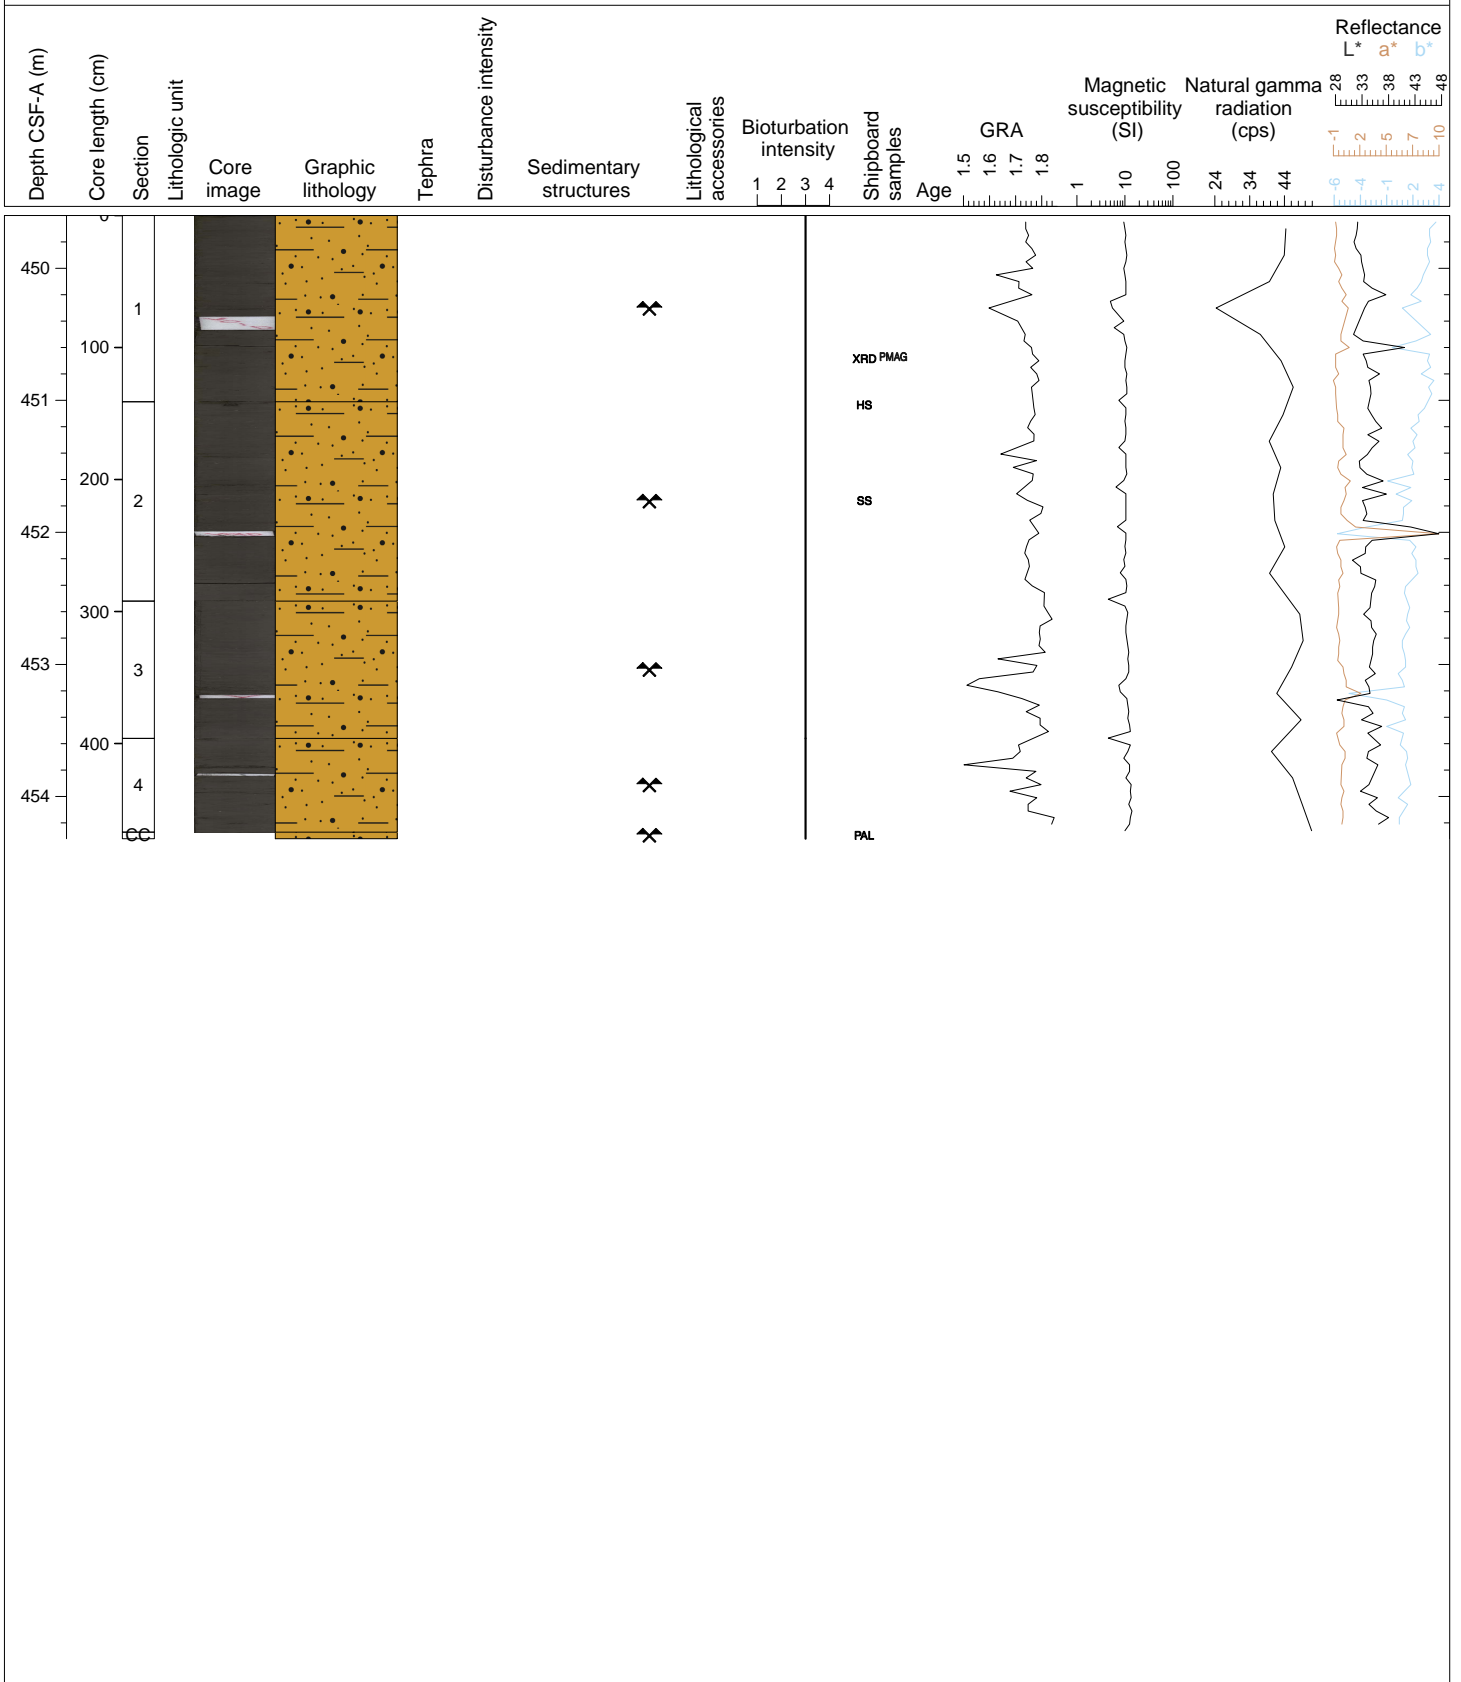 Depth CSF-A (m)
Core length (cm)
Section
Lithologic unit
Core
image
Graphic
lithology
Tephra
Disturbance intensity
Sedimentary
structures
Lithological
accessories
Bioturbation
intensity
1 2 3 4
Shipboard
samples
Age
GRA
1.5 1.6 1.7 1.8
Magnetic
susceptibility
(SI)
1 10 100
Natural gamma
radiation
(cps)
24 34 44
Reflectance
L* a* b*
28 33 38 43 48
-1 2 5 7 10
-6 -4 -1 2 4
0
450
1
100
XRD PMAG
451
HS
200
2
SS
452
300
453
3
400
454
4
CC
PAL